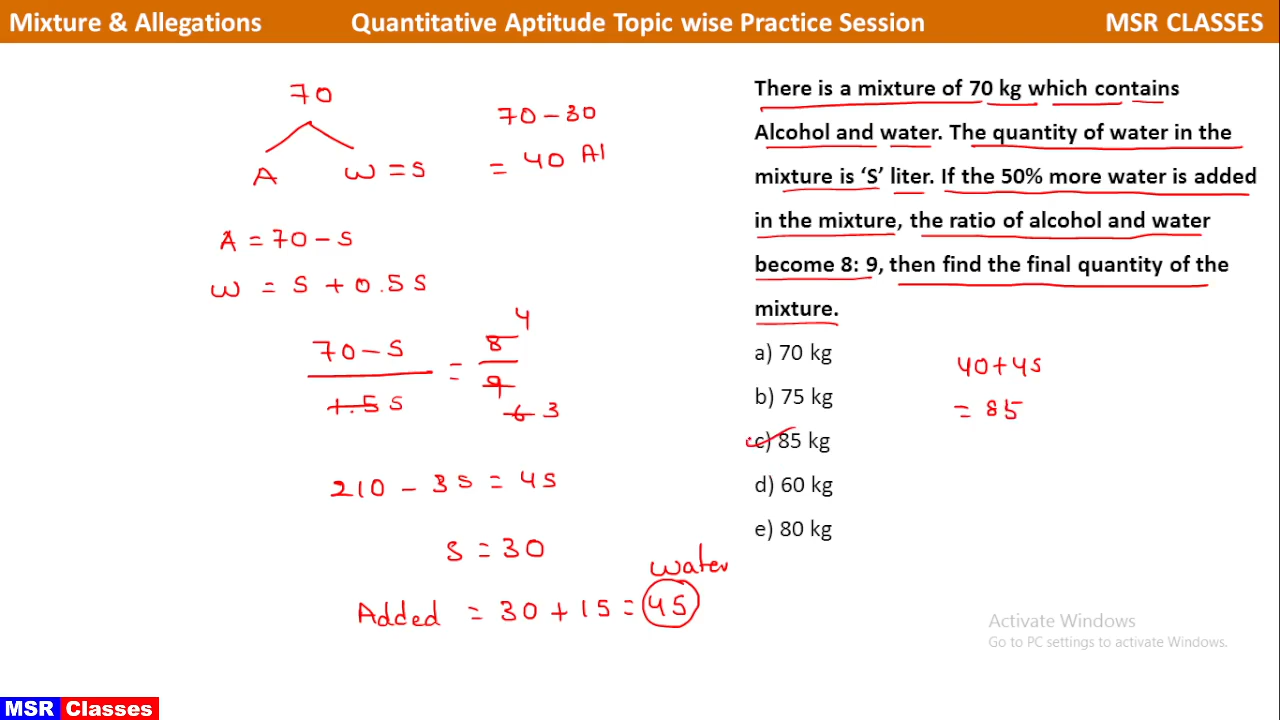 Mixture & Allegations
Quantitative Aptitude Topic wise Practice Session
MSR CLASSES
70
A
W = S
70 - 30
= 40 Al
A = 70 - S
W = S + 0.5 S
70 - S
1.5 S
=
8 4
9
6 3
210 - 3S = 4S
S = 30
water
Added = 30 + 15 = 45
There is a mixture of 70 kg which contains
Alcohol and water. The quantity of water in the
mixture is ‘S’ liter. If the 50% more water is added
in the mixture, the ratio of alcohol and water
become 8: 9, then find the final quantity of the
mixture.
a) 70 kg
b) 75 kg
c) 85 kg
d) 60 kg
e) 80 kg
40 + 45
= 85
Activate Windows
Go to PC settings to activate Windows.
MSR Classes